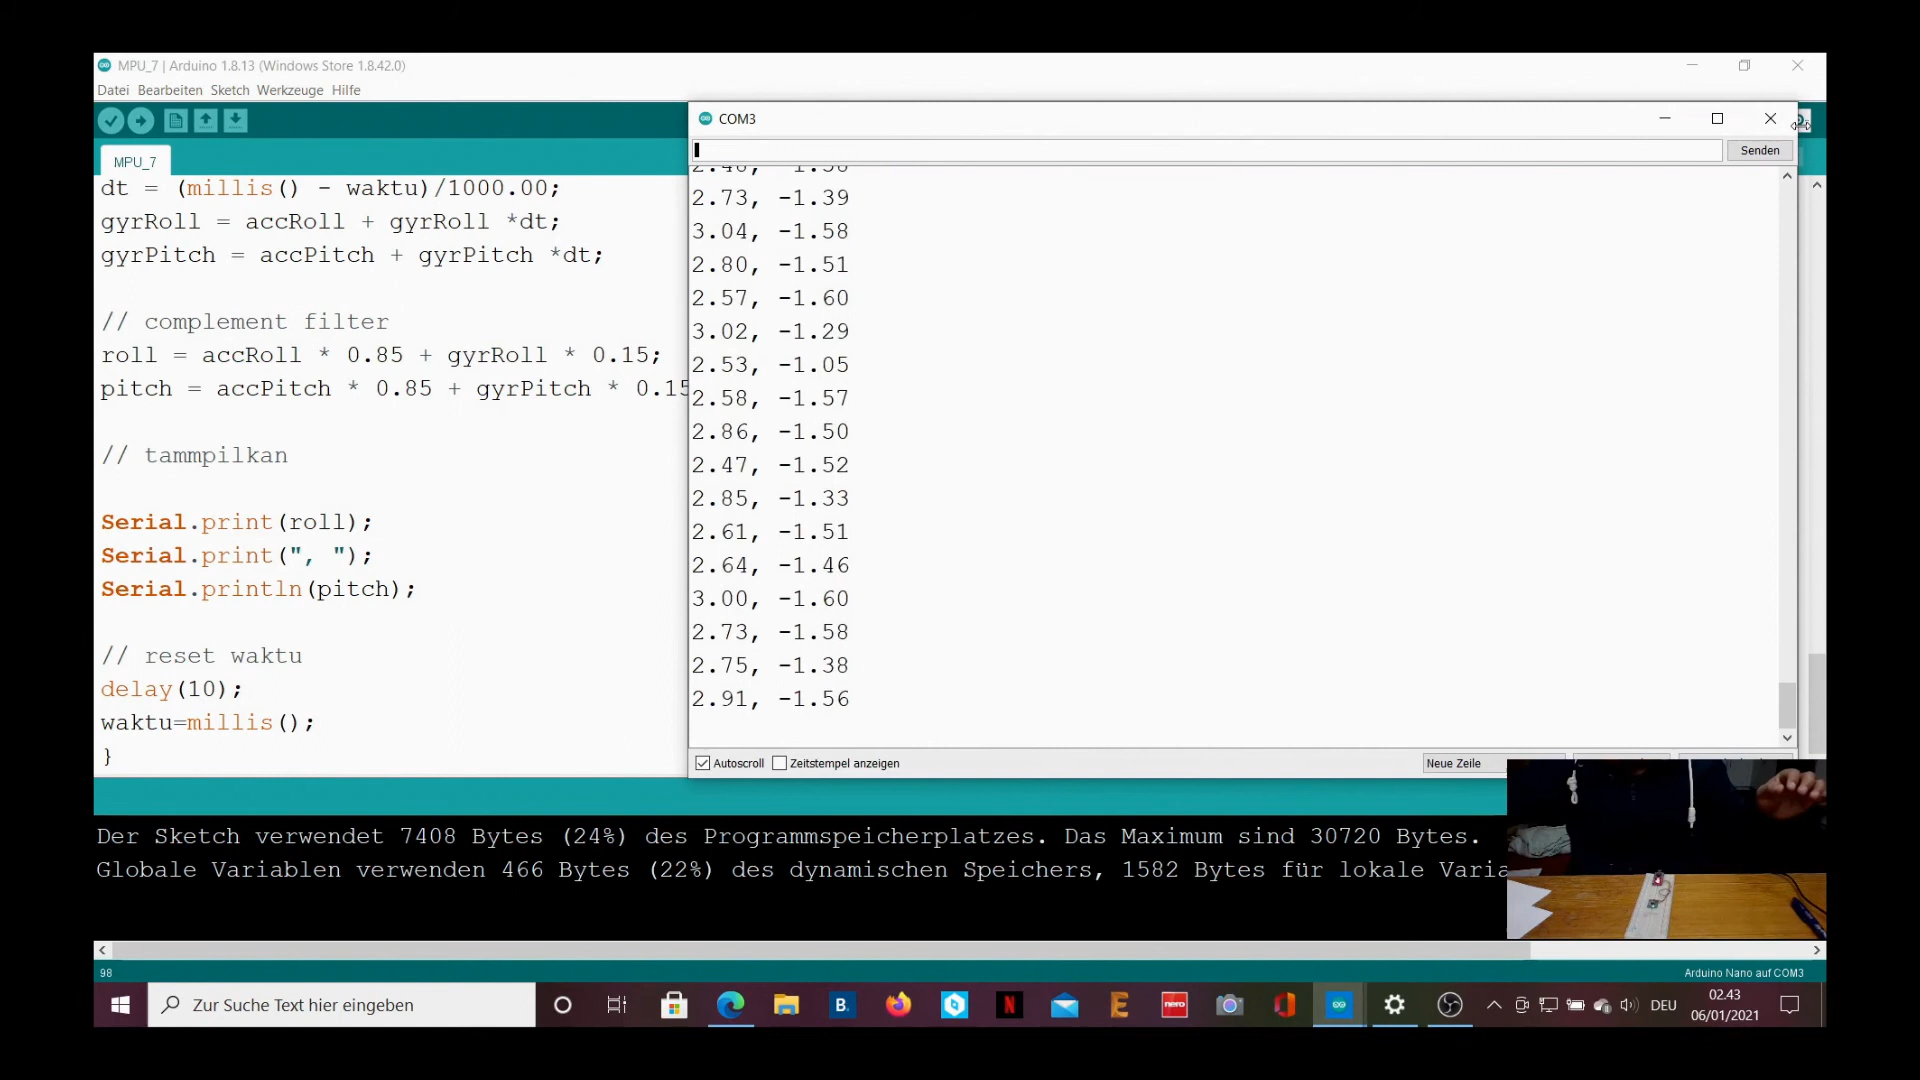 MPU_7 | Arduino 1.8.13 (Windows Store 1.8.42.0)
Datei Bearbeiten Sketch Werkzeuge Hilfe
MPU_7
dt = (millis() - waktu)/1000.00;
gyrRoll = accRoll + gyrRoll *dt;
gyrPitch = accPitch + gyrPitch *dt;
// complement filter
roll = accRoll * 0.85 + gyrRoll * 0.15;
pitch = accPitch * 0.85 + gyrPitch * 0.15
// tammpilkan
Serial.print(roll);
Serial.print(", ");
Serial.println(pitch);
// reset waktu
delay(10);
waktu=millis();
}
COM3
Senden
2.73, -1.39
3.04, -1.58
2.80, -1.51
2.57, -1.60
3.02, -1.29
2.53, -1.05
2.58, -1.57
2.86, -1.50
2.47, -1.52
2.85, -1.33
2.61, -1.51
2.64, -1.46
3.00, -1.60
2.73, -1.58
2.75, -1.38
2.91, -1.56
Autoscroll Zeitstempel anzeigen
Neue Zeile
Der Sketch verwendet 7408 Bytes (24%) des Programmspeicherplatzes. Das Maximum sind 30720 Bytes.
Globale Variablen verwenden 466 Bytes (22%) des dynamischen Speichers, 1582 Bytes für lokale Varia
98
Arduino Nano auf COM3
Zur Suche Text hier eingeben
B.
N
E
nero
DEU
02.43
06/01/2021